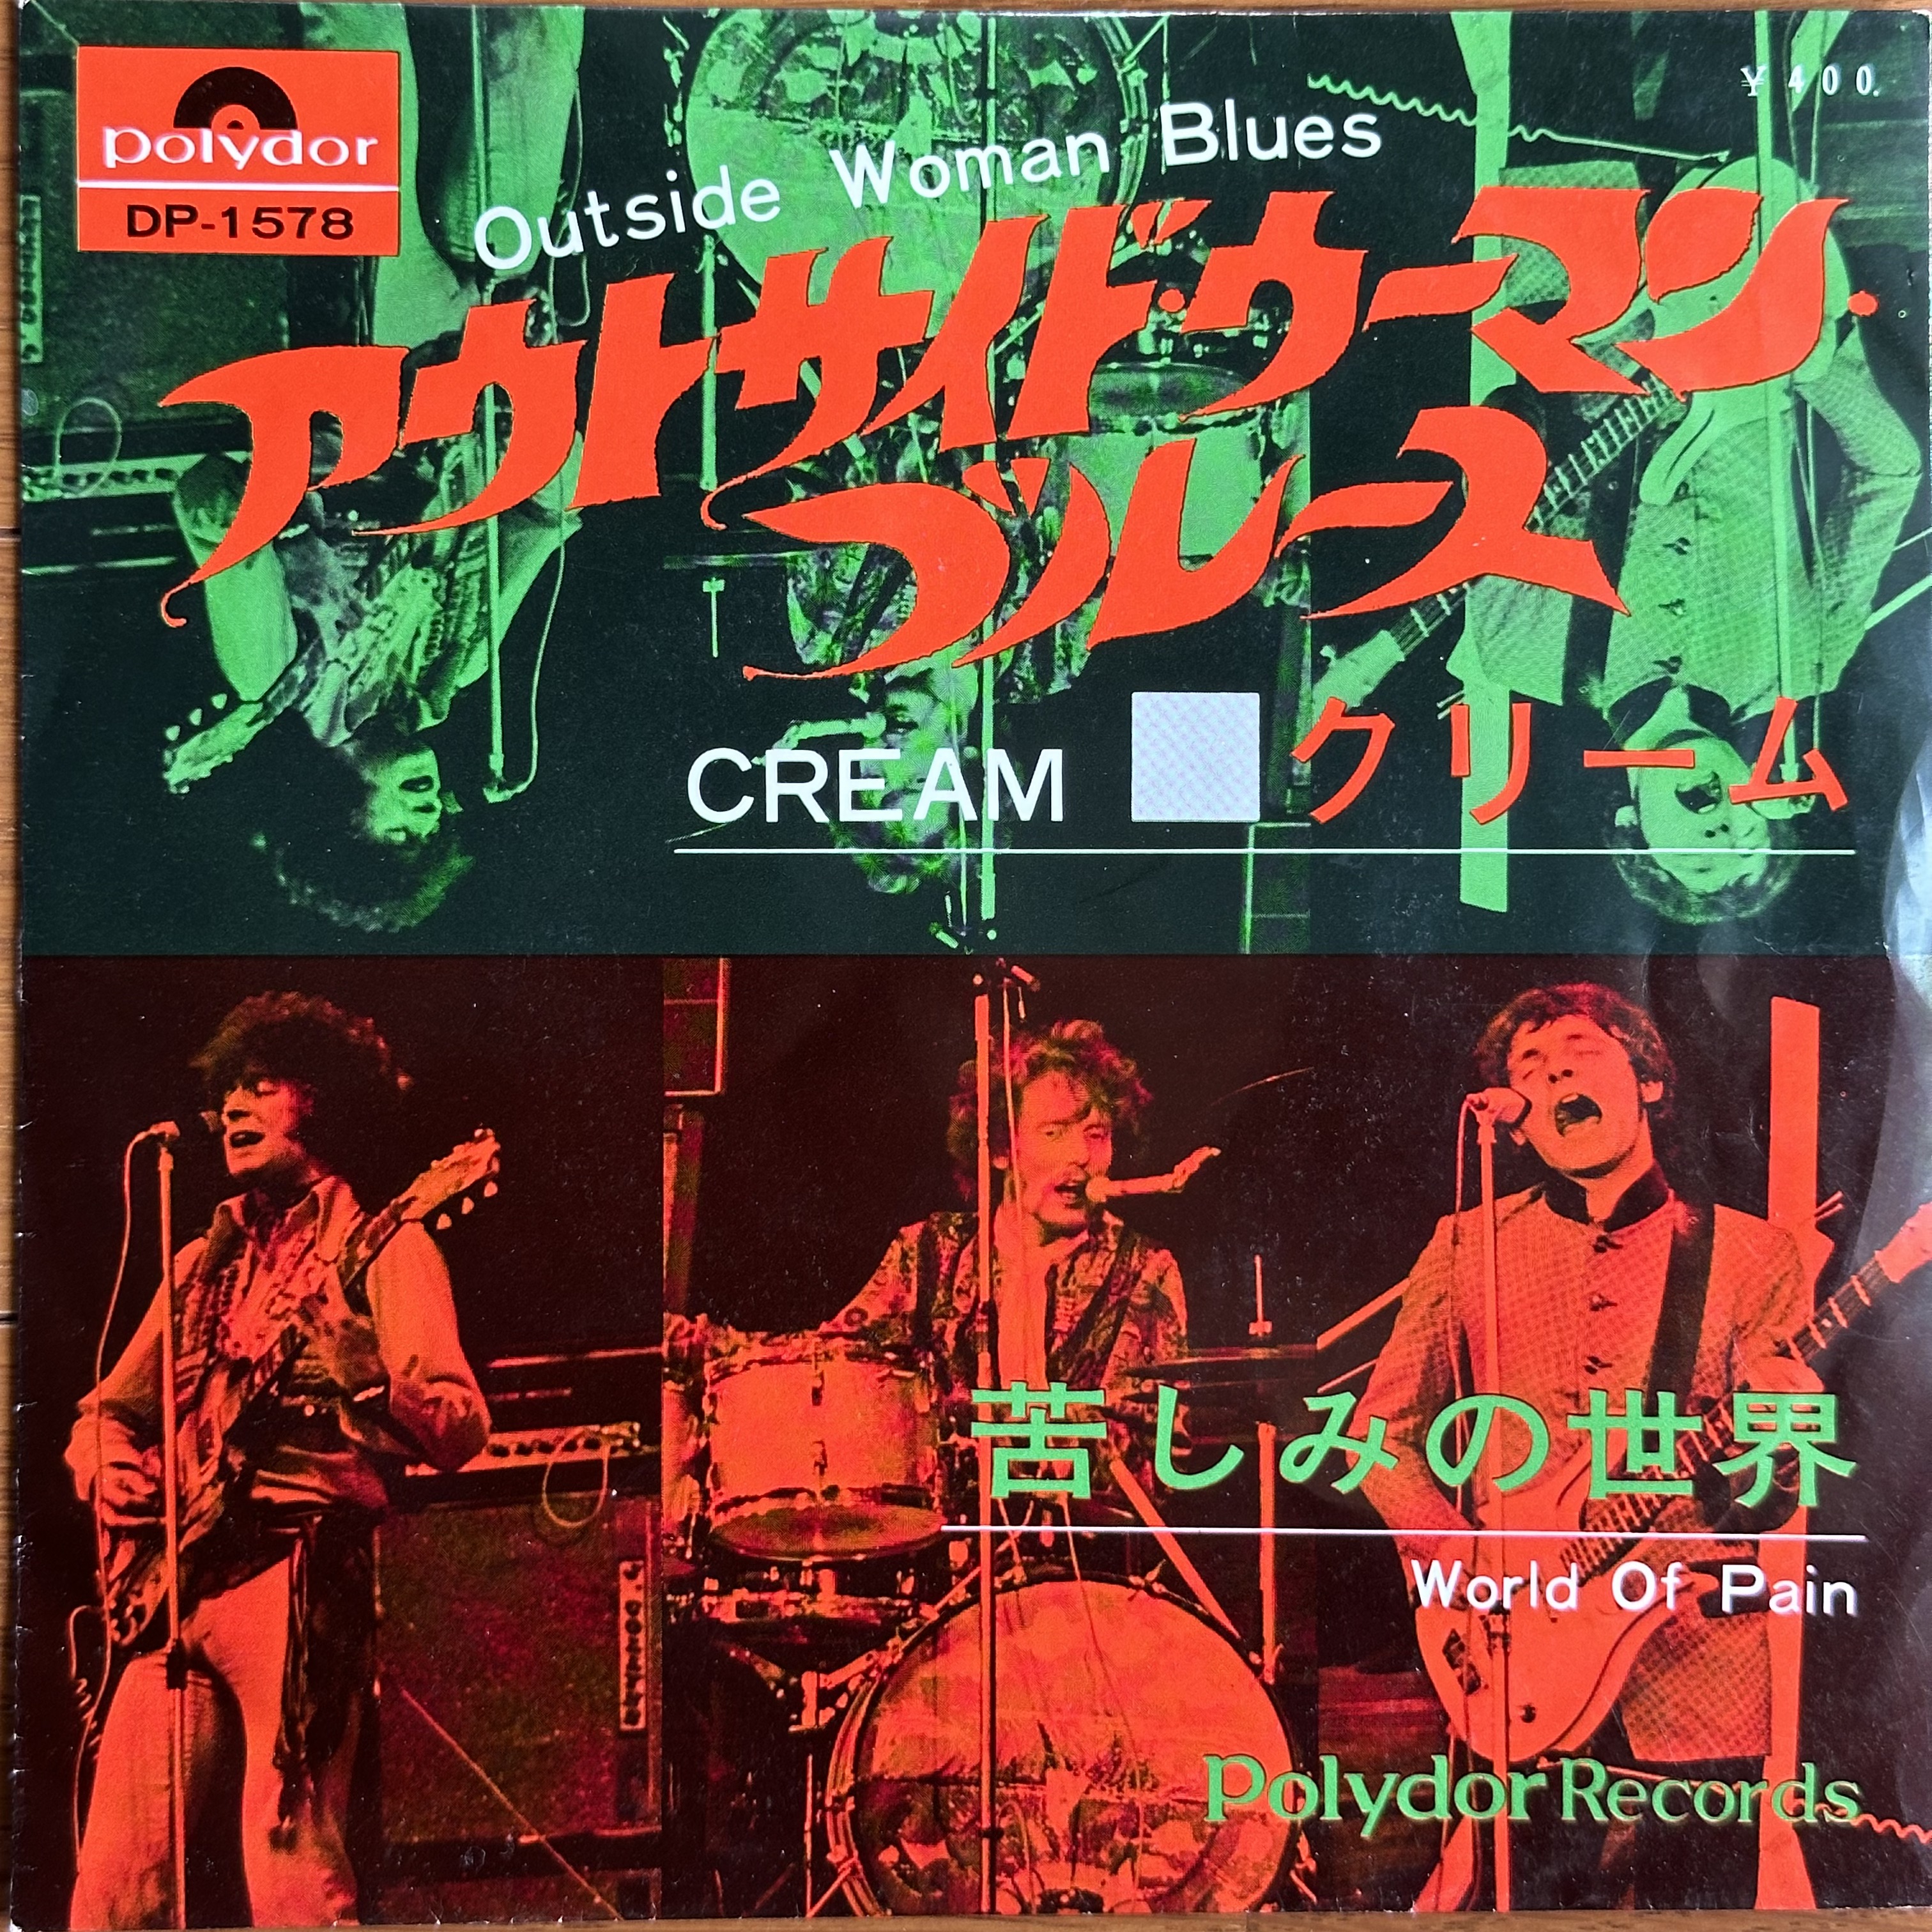 polydor
DP-1578
¥400.
Outside Woman Blues
アウトサイド・ウーマン・
ブルース
CREAM クリーム
苦しみの世界
World Of Pain
Polydor Records